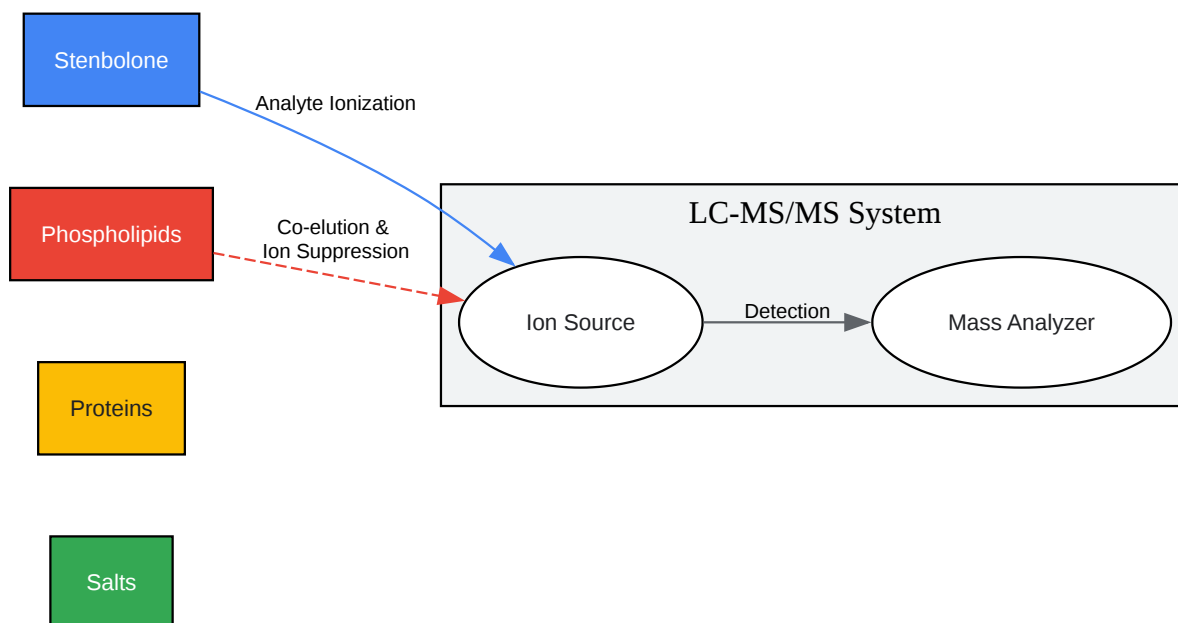 Stenbolone
Analyte Ionization
Phospholipids
Co-elution &
Ion Suppression
LC-MS/MS System
Ion Source
Detection
Mass Analyzer
Proteins
Salts